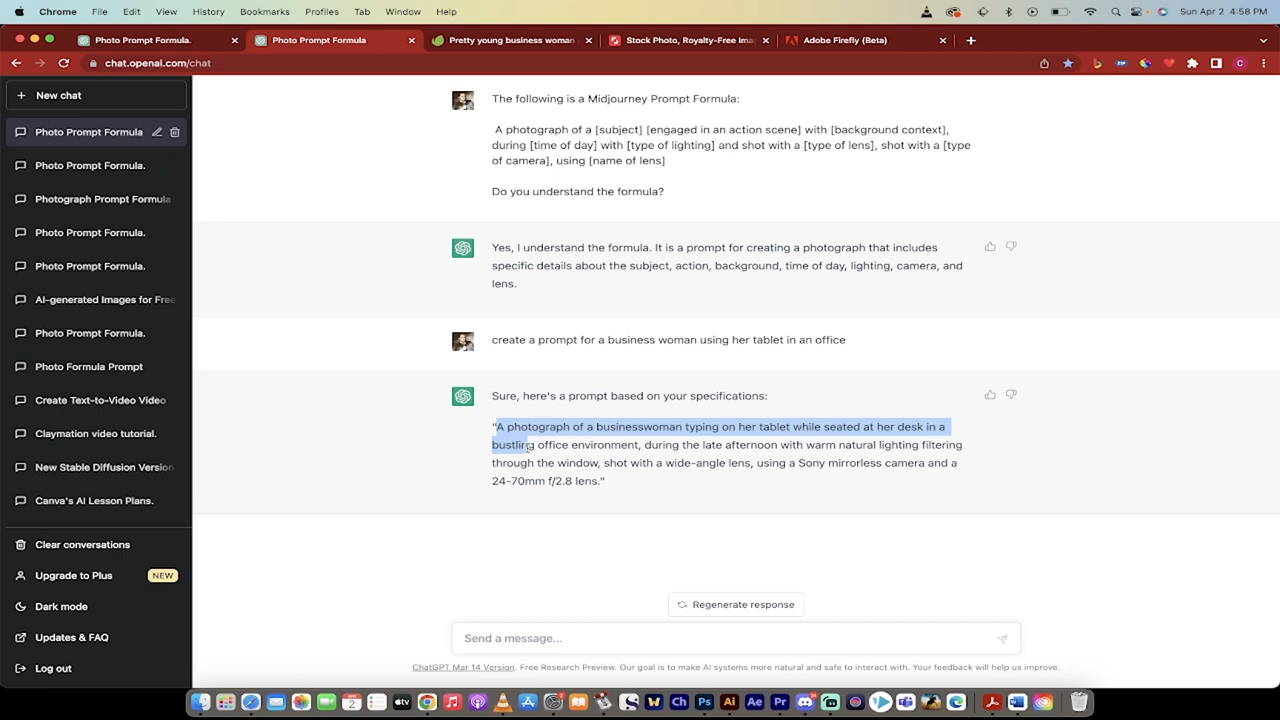 Chrome File Edit View History Bookmarks Profiles Tab Window Help Sun Apr 2 4:58 PM
Photo Prompt Formula. Photo Prompt Formula Pretty young business woman Stock Photo, Royalty-Free Ima Adobe Firefly (Beta)
chat.openai.com/chat
New chat
Photo Prompt Formula
Photo Prompt Formula.
Photograph Prompt Formula
Photo Prompt Formula.
Photo Prompt Formula.
AI-generated Images for Free
Photo Prompt Formula.
Photo Formula Prompt
Create Text-to-Video Video
Claymation video tutorial.
New Stable Diffusion Version
Canva's AI Lesson Plans.
Clear conversations
Upgrade to Plus NEW
Dark mode
Updates & FAQ
Log out
The following is a Midjourney Prompt Formula:
A photograph of a [subject] [engaged in an action scene] with [background context],
during [time of day] with [type of lighting] and shot with a [type of lens], shot with a [type
of camera], using [name of lens]
Do you understand the formula?
Yes, I understand the formula. It is a prompt for creating a photograph that includes
specific details about the subject, action, background, time of day, lighting, camera, and
lens.
create a prompt for a business woman using her tablet in an office
Sure, here's a prompt based on your specifications:
"A photograph of a businesswoman typing on her tablet while seated at her desk in a
bustling office environment, during the late afternoon with warm natural lighting filtering
through the window, shot with a wide-angle lens, using a Sony mirrorless camera and a
24-70mm f/2.8 lens."
Regenerate response
Send a message...
ChatGPT Mar 14 Version. Free Research Preview. Our goal is to make AI systems more natural and safe to interact with. Your feedback will help us improve.